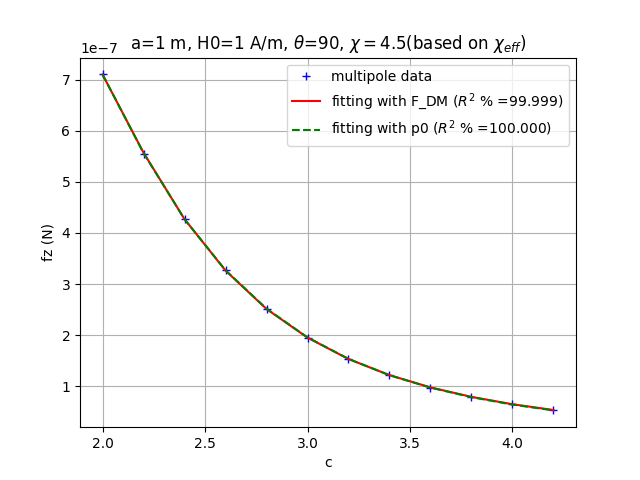 a=1 m, H0=1 A/m, θ=90, χ = 4.5(based on χ_eff)
1e−7
multipole data
fitting with F_DM (R² % =99.999)
fitting with p0 (R² % =100.000)
7
6
5
4
3
2
1
fz (N)
2.0 2.5 3.0 3.5 4.0
c